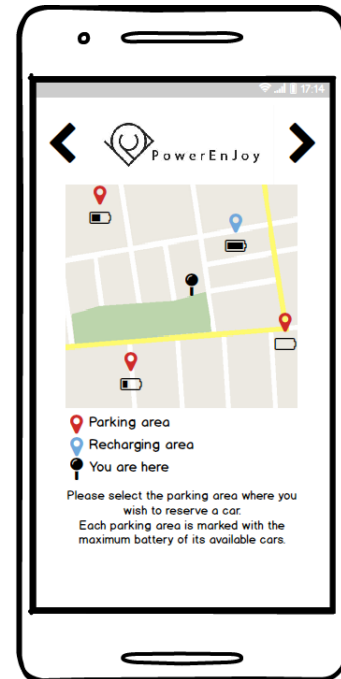 17:14
PowerEnJoy
Parking area
Recharging area
You are here
Please select the parking area where you
wish to reserve a car.
Each parking area is marked with the
maximum battery of its available cars.